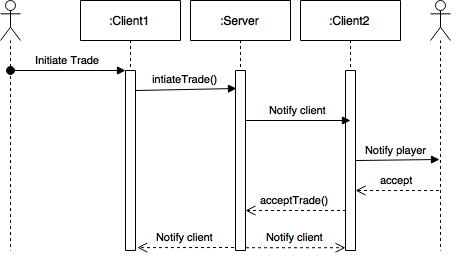 :Client1
:Server
:Client2
Initiate Trade
intiateTrade()
Notify client
Notify player
accept
acceptTrade()
Notify client
Notify client